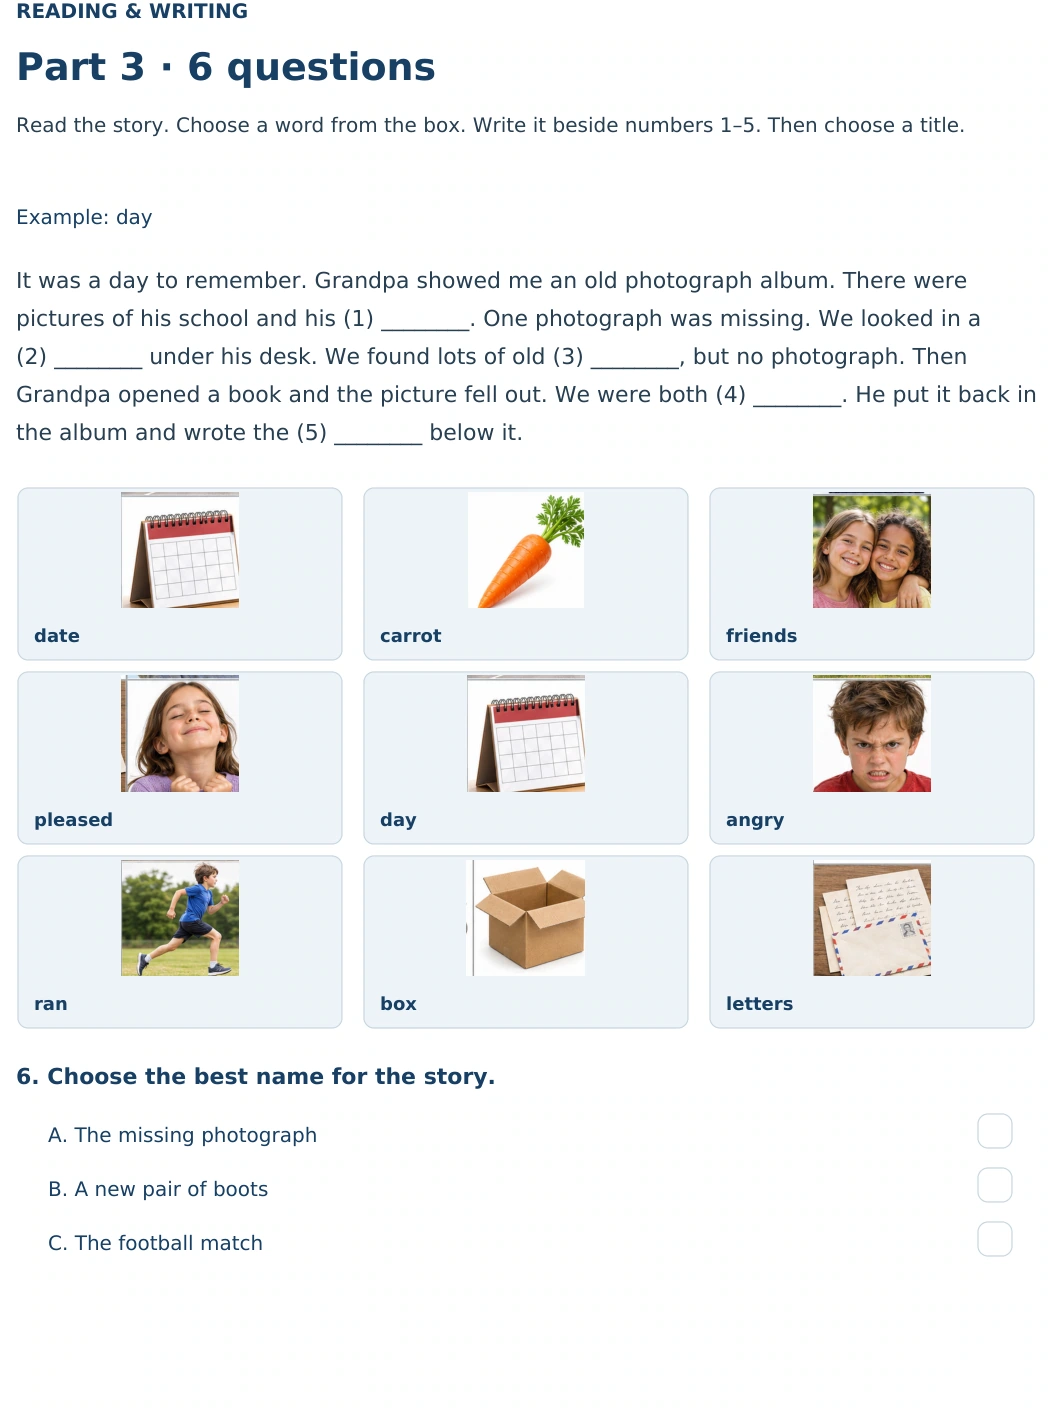 READING & WRITING
Part 3 · 6 questions
Read the story. Choose a word from the box. Write it beside numbers 1–5. Then choose a title.
Example: day
It was a day to remember. Grandpa showed me an old photograph album. There were
pictures of his school and his (1) ________. One photograph was missing. We looked in a
(2) ________ under his desk. We found lots of old (3) ________, but no photograph. Then
Grandpa opened a book and the picture fell out. We were both (4) ________. He put it back in
the album and wrote the (5) ________ below it.
date
carrot
friends
pleased
day
angry
ran
box
letters
6. Choose the best name for the story.
A. The missing photograph
B. A new pair of boots
C. The football match